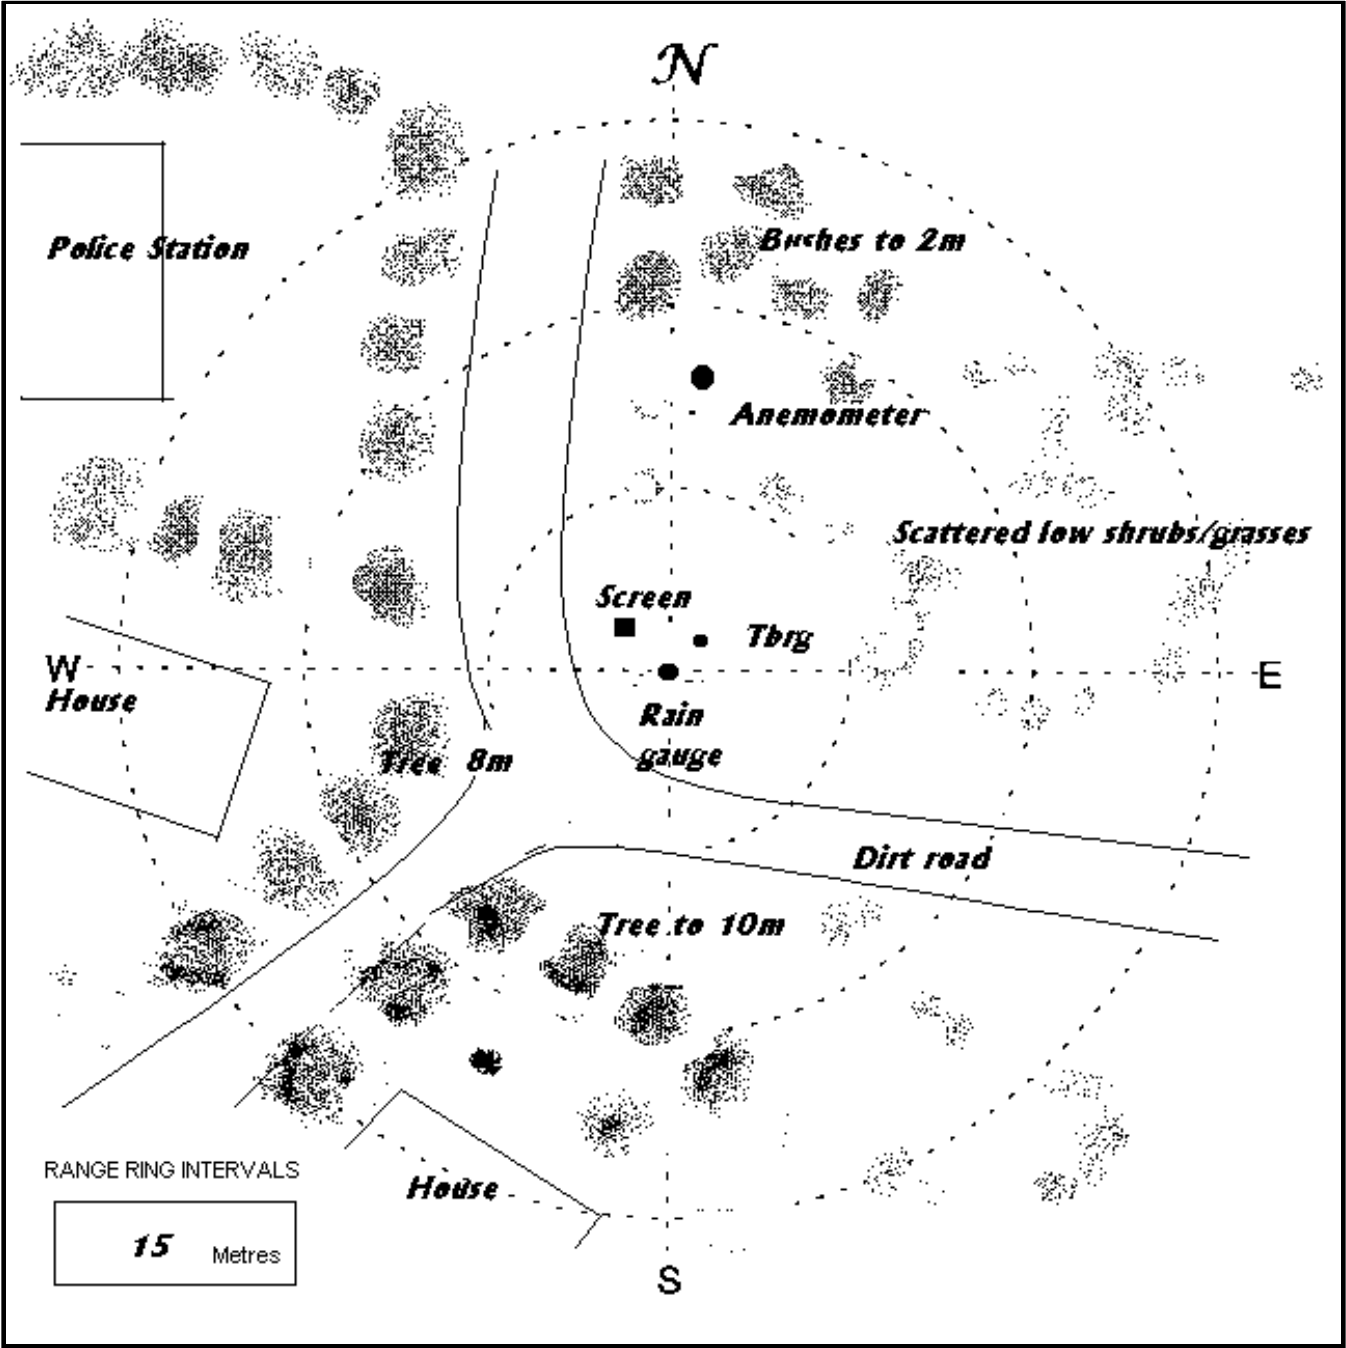 N
Police Station
Bushes to 2m
Anemometer
Scattered low shrubs/grasses
Screen
Tbrg
W
E
House
Rain
gauge
Tree 8m
Dirt road
Tree to 10m
RANGE RING INTERVALS
House
15 Metres
S